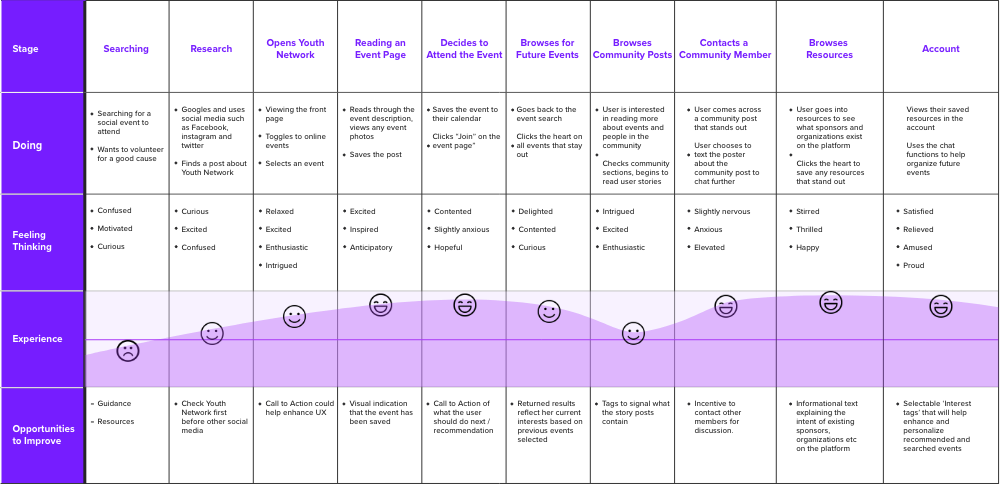 Stage
Searching
Research
Opens Youth
Network
Reading an
Event Page
Decides to
Attend the Event
Browses for
Future Events
Browses
Community Posts
Contacts a
Community Member
Browses
Resources
Account
Doing
• Searching for a
social event to
attend
• Wants to volunteer
for a good cause
• Googles and uses
social media such
as Facebook,
instagram and
twitter
• Finds a post about
Youth Network
• Viewing the front
page
• Toggles to online
events
• Selects an event
• Reads through the
event description,
views any event
photos
• Saves the post
• Saves the event to
their calendar
Clicks "Join" on the
• event page"
• Goes back to the
event search
Clicks the heart on
• all events that stay
out
• User is interested
in reading more
about events and
people in the
community
•
Checks community
sections, begins to
read user stories
• User comes across
a community post
that stands out
User chooses to
• text the poster
about the
community post to
chat further
• User goes into
resources to see
what sponsors and
organizations exist
on the platform
•
Clicks the heart to
save any resources
that stand out
Views their saved
resources in the
account
Uses the chat
functions to help
organize future
events
Feeling
Thinking
• Confused
• Motivated
• Curious
• Curious
• Excited
• Confused
• Relaxed
• Excited
• Enthusiastic
• Intrigued
• Excited
• Inspired
• Anticipatory
• Contented
• Slightly anxious
• Hopeful
• Delighted
• Contented
• Curious
• Intrigued
• Excited
• Enthusiastic
• Slightly nervous
• Anxious
• Elevated
• Stirred
• Thrilled
• Happy
• Satisfied
• Relieved
• Amused
• Proud
Experience
Opportunities
to Improve
– Guidance
– Resources
• Check Youth
Network first
before other social
media
• Call to Action could
help enhance UX
• Visual indication
that the event has
been saved
• Call to Action of
what the user
should do next /
recommendation
• Returned results
reflect her current
interests based on
previous events
selected
• Tags to signal what
the story posts
contain
• Incentive to
contact other
members for
discussion.
• Informational text
explaining the
intent of existing
sponsors,
organizations etc
on the platform
• Selectable 'Interest
tags' that will help
enhance and
personalize
recommended and
searched events